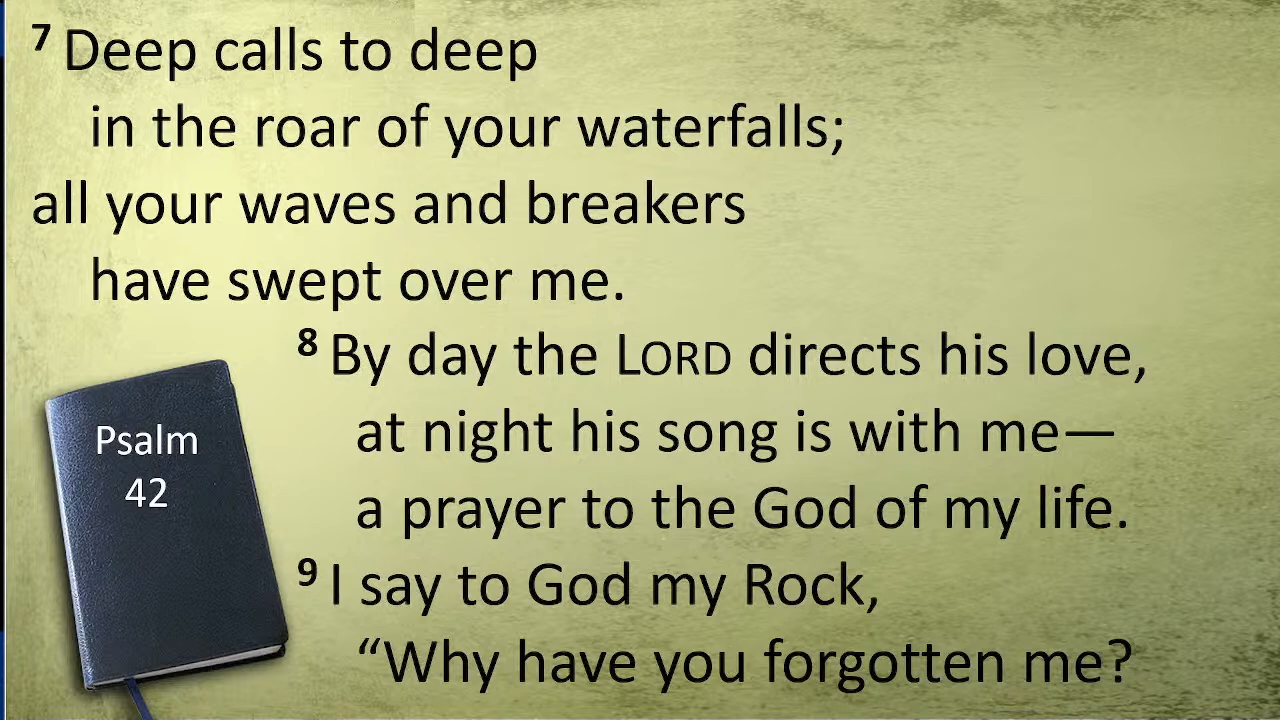 7 Deep calls to deep
in the roar of your waterfalls;
all your waves and breakers
have swept over me.
8 By day the LORD directs his love,
at night his song is with me—
a prayer to the God of my life.
9 I say to God my Rock,
“Why have you forgotten me?
Psalm
42